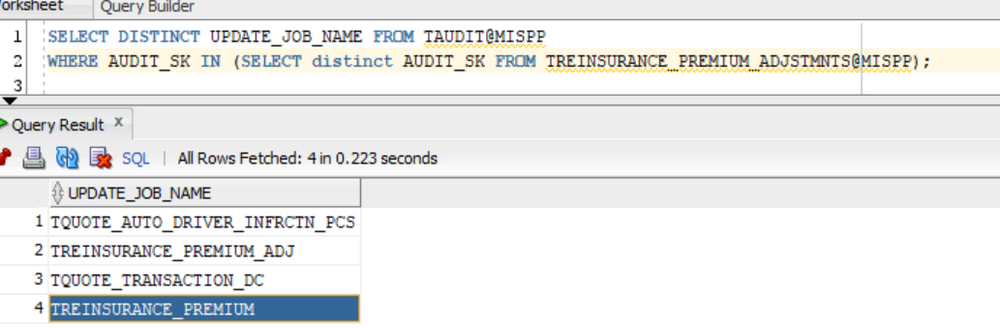 orksheet Query Builder
1 SELECT DISTINCT UPDATE_JOB_NAME FROM TAUDIT@MISPP
2 WHERE AUDIT_SK IN (SELECT distinct AUDIT_SK FROM TREINSURANCE_PREMIUM_ADJSTMNTS@MISPP);
3
Query Result x
SQL | All Rows Fetched: 4 in 0.223 seconds
UPDATE_JOB_NAME
1 TQUOTE_AUTO_DRIVER_INFRCTN_PCS
2 TREINSURANCE_PREMIUM_ADJ
3 TQUOTE_TRANSACTION_DC
4 TREINSURANCE_PREMIUM